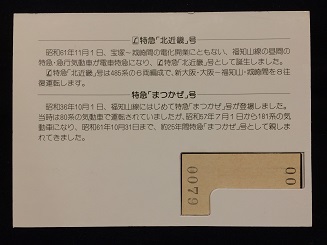 Ⓛ特急「北近畿」号
昭和61年11月1日、宝塚~城崎間の電化開業にともない、福知山線の昼間の
特急・急行気動車が電車特急になり、Ⓛ特急「北近畿」号として誕生しました。
Ⓛ特急「北近畿」号は485系の6両編成で、新大阪・大阪~福知山・城崎間を8往
復運転します。
特急「まつかぜ」号
昭和36年10月1日、福知山線にはじめて特急「まつかぜ」号が登場しました。
当時は80系の気動車で運転されていましたが、昭和57年7月1日から181系の気
動車になり、昭和61年10月31日まで、約25年間特急「まつかぜ」号として親しま
れてきました。
0079
00